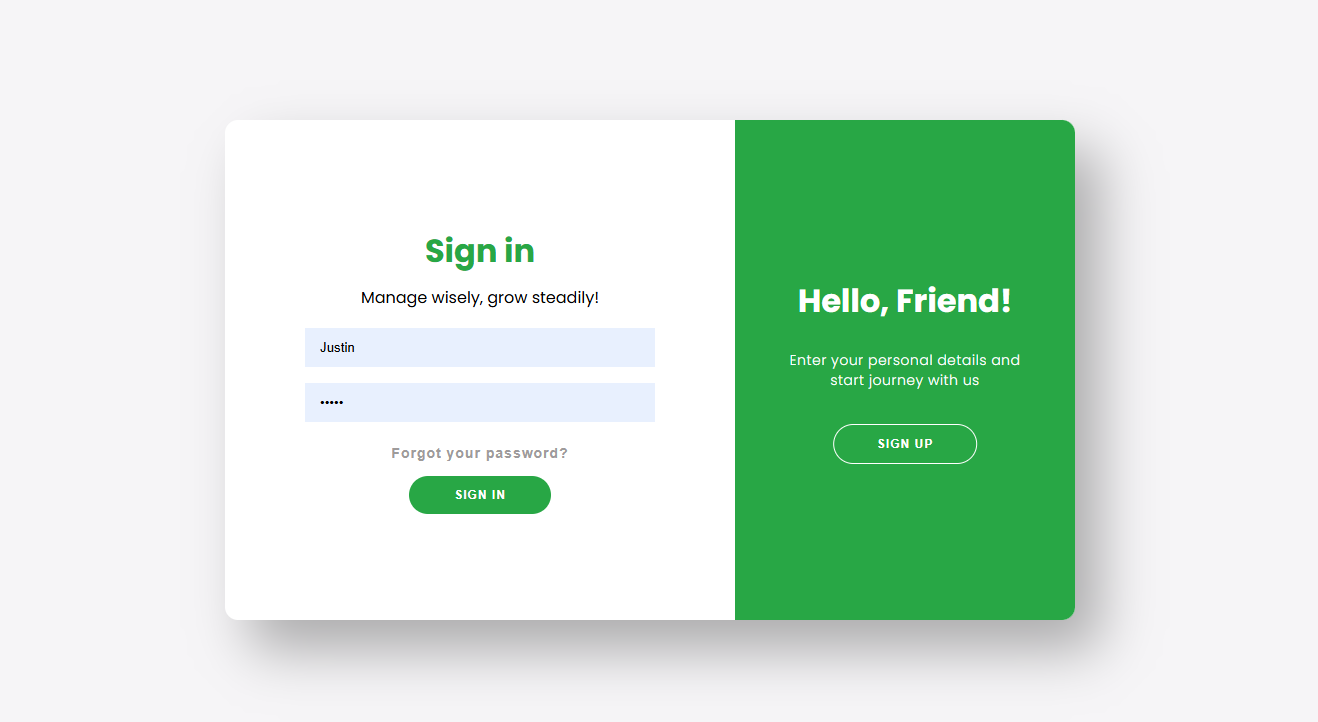 Sign in
Manage wisely, grow steadily!
Justin
•••••
Forgot your password?
SIGN IN
Hello, Friend!
Enter your personal details and
start journey with us
SIGN UP